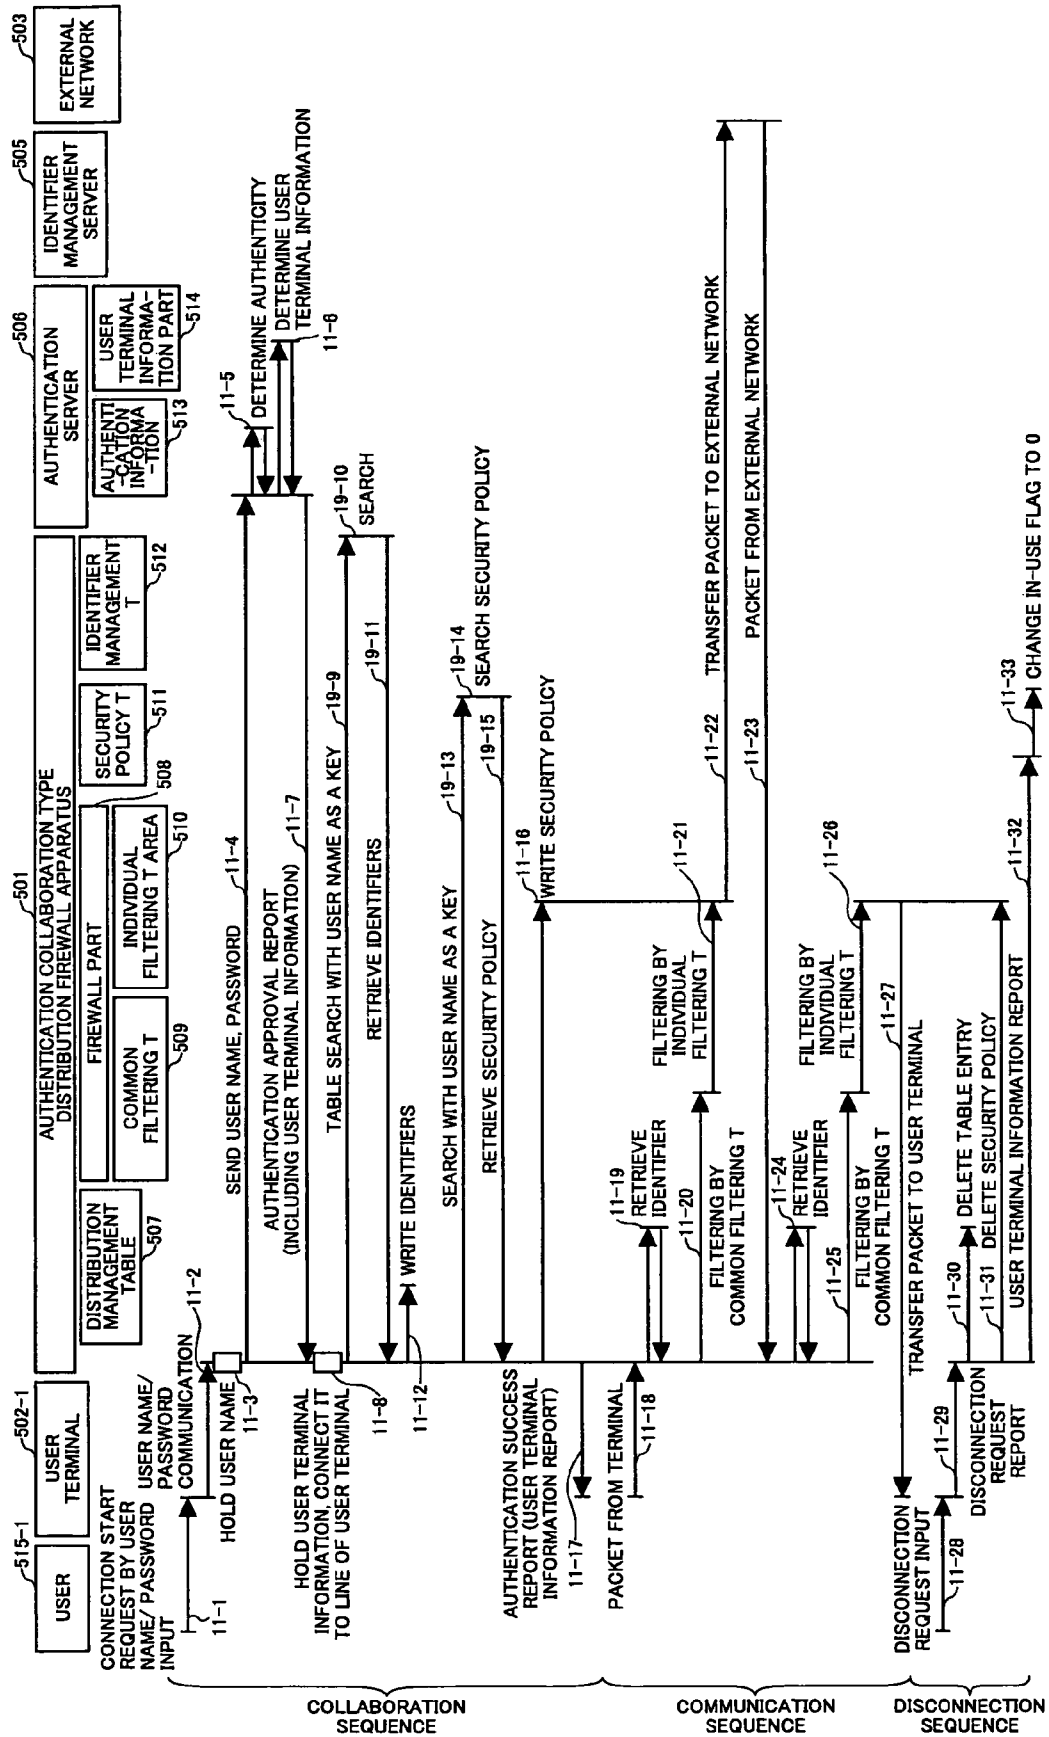 515-1
USER
502-1
USER
TERMINAL
501
AUTHENTICATION COLLABORATION TYPE
DISTRIBUTION FIREWALL APPARATUS
DISTRIBUTION
MANAGEMENT
TABLE
507
FIREWALL PART
508
COMMON
FILTERING T
509
INDIVIDUAL
FILTERING T AREA
510
SECURITY
POLICY T
511
IDENTIFIER
MANAGEMENT
T
512
506
AUTHENTICATION
SERVER
AUTHENTI
-CATION
INFORMA
-TION
513
USER
TERMINAL
INFORMA-
TION PART
514
505
IDENTIFIER
MANAGEMENT
SERVER
503
EXTERNAL
NETWORK
CONNECTION START
REQUEST BY USER
NAME/ PASSWORD
INPUT
11-1
USER NAME/
PASSWORD
COMMUNICATION
11-2
HOLD USER NAME
11-3
SEND USER NAME, PASSWORD
11-4
11-5
DETERMINE AUTHENTICITY
DETERMINE USER
TERMINAL INFORMATION
11-6
AUTHENTICATION APPROVAL REPORT
(INCLUDING USER TERMINAL INFORMATION)
11-7
HOLD USER TERMINAL
INFORMATION, CONNECT IT
TO LINE OF USER TERMINAL
11-8
TABLE SEARCH WITH USER NAME AS A KEY
19-9
19-10
SEARCH
RETRIEVE IDENTIFIERS
19-11
WRITE IDENTIFIERS
11-12
SEARCH WITH USER NAME AS A KEY
19-13
19-14
SEARCH SECURITY POLICY
RETRIEVE SECURITY POLICY
19-15
11-16
WRITE SECURITY POLICY
AUTHENTICATION SUCCESS
REPORT (USER TERMINAL
INFORMATION REPORT)
11-17
PACKET FROM TERMINAL
11-18
11-19
RETRIEVE
IDENTIFIER
11-20
FILTERING BY
COMMON FILTERING T
FILTERING BY
INDIVIDUAL
FILTERING T
11-21
11-22
TRANSFER PACKET TO EXTERNAL NETWORK
11-23
PACKET FROM EXTERNAL NETWORK
11-24
RETRIEVE
IDENTIFIER
11-25
FILTERING BY
COMMON FILTERING T
FILTERING BY
INDIVIDUAL
FILTERING T
11-26
11-27
TRANSFER PACKET TO USER TERMINAL
DISCONNECTION
REQUEST INPUT
11-28
11-29
DISCONNECTION
REQUEST
REPORT
11-30
DELETE TABLE ENTRY
11-31
DELETE SECURITY POLICY
USER TERMINAL INFORMATION REPORT
11-32
11-33
CHANGE IN-USE FLAG TO 0
COLLABORATION
SEQUENCE
COMMUNICATION
SEQUENCE
DISCONNECTION
SEQUENCE